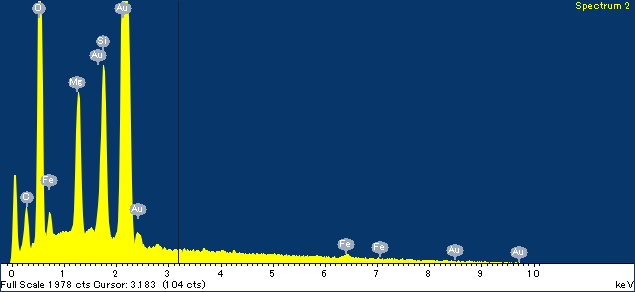 Spectrum 2
O Au
Si
Au
Mg
Fe
C
Au
Fe Fe Au Au
0 1 2 3 4 5 6 7 8 9 10
Full Scale 1978 cts Cursor: 3.183 (104 cts) keV